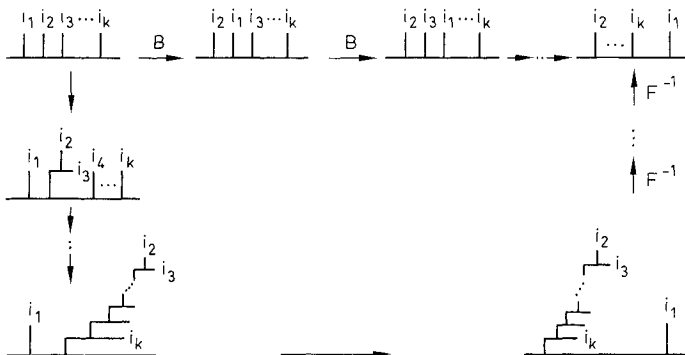 i₁ i₂ i₃ ... iₖ B i₂ i₁ i₃ ... iₖ B i₂ i₃ i₁ ... iₖ ... i₂ ... iₖ i₁
F⁻¹
i₂
i₁ i₃ i₄ ... iₖ
F⁻¹
i₂ i₃
i₂ i₃
i₁ iₖ
i₁